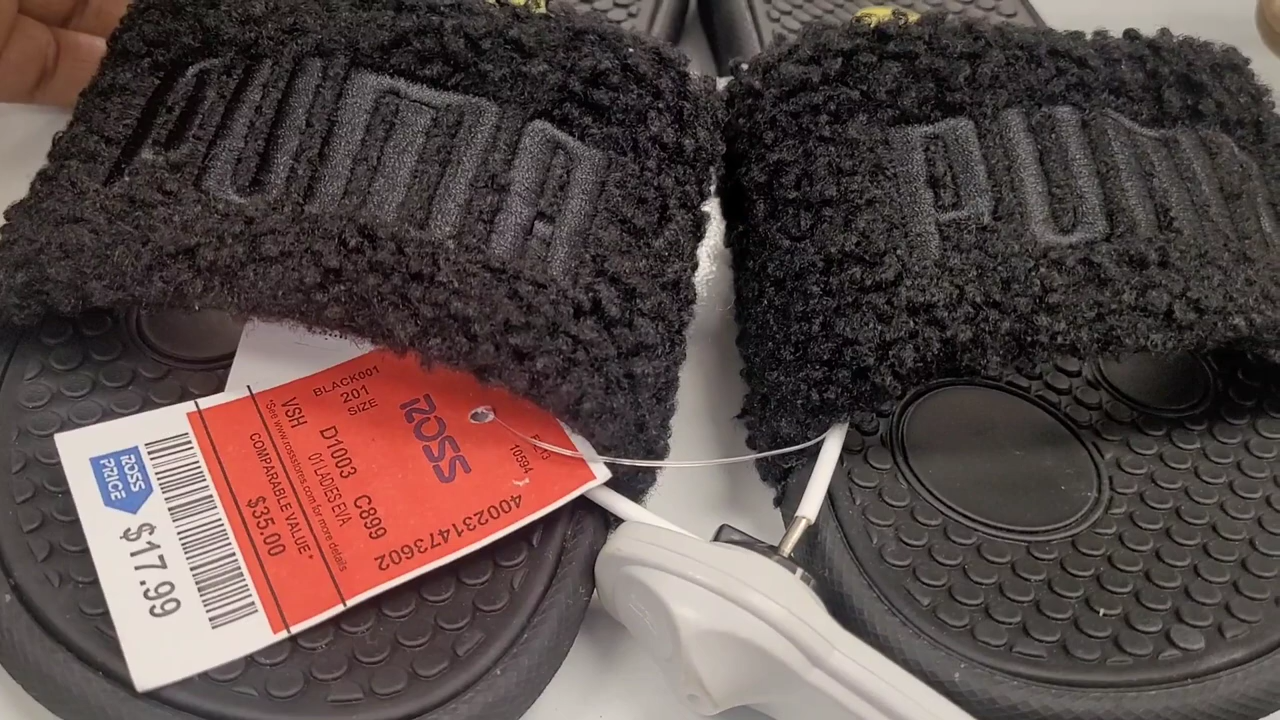 PUMA
PUM
ROSS
BLACK001
201
SIZE
10594
400231473602
VSH D1003 C899
01 LADIES EVA
*See www.rossstores.com for more details
COMPARABLE VALUE*
$35.00
ROSS
PRICE
$17.99